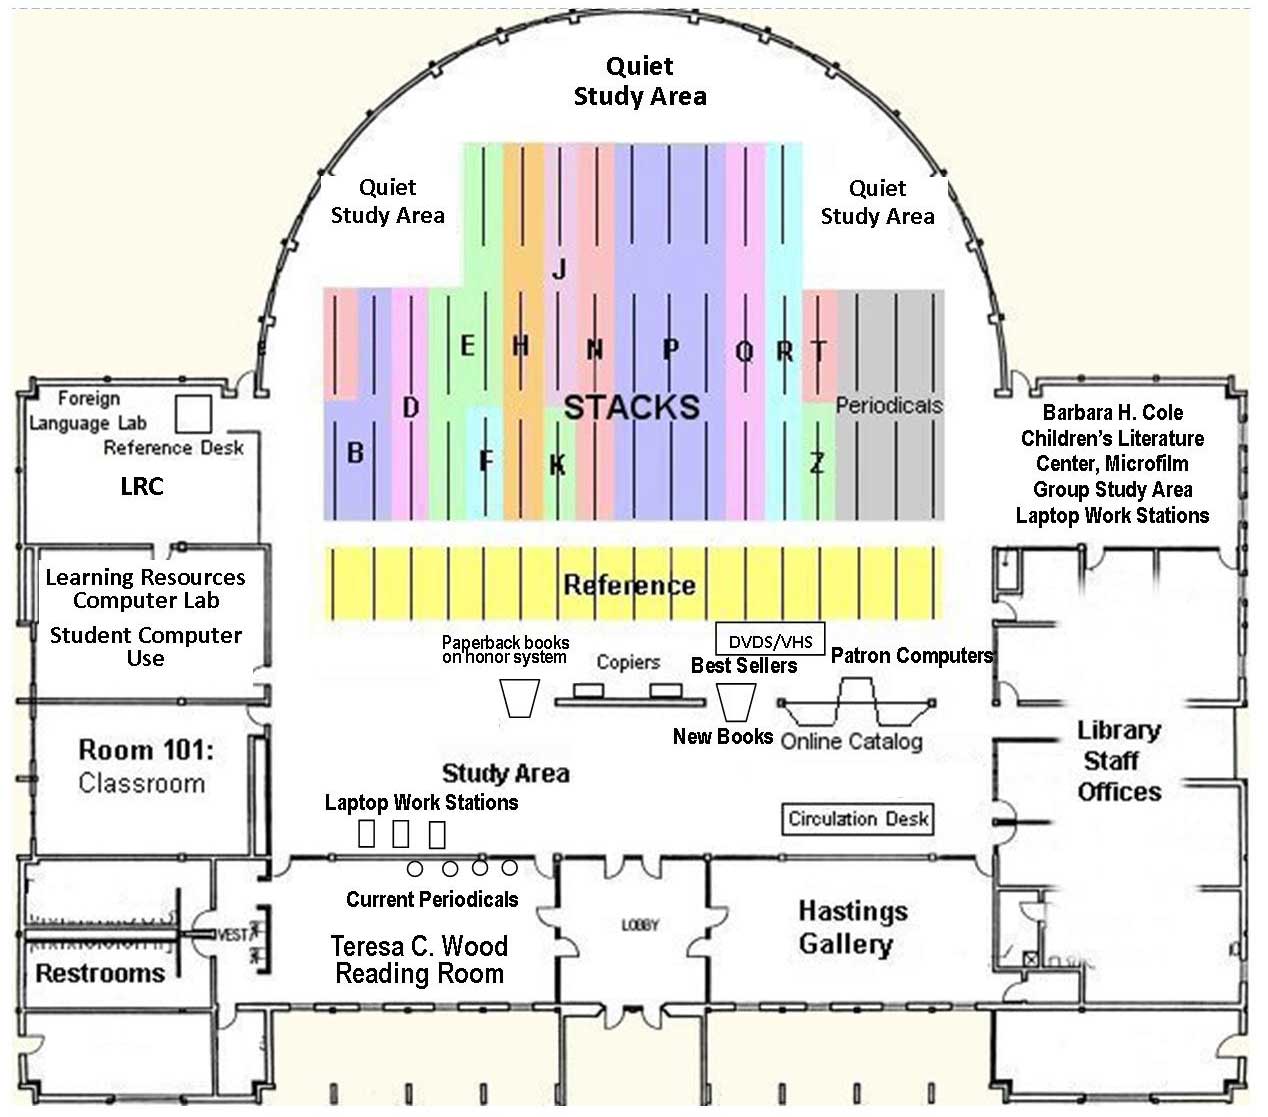 Quiet
Study Area
Quiet
Study Area
Quiet
Study Area
J
E
H
N
P
Q
R
T
D
STACKS
Periodicals
B
F
K
Z
Foreign
Language Lab
Reference Desk
LRC
Barbara H. Cole
Children's Literature
Center, Microfilm
Group Study Area
Laptop Work Stations
Learning Resources
Computer Lab
Student Computer
Use
Reference
Paperback books
on honor system
Copiers
DVDS/VHS
Best Sellers
Patron Computers
New Books
Online Catalog
Room 101:
Classroom
Library
Staff
Offices
Study Area
Laptop Work Stations
Circulation Desk
Current Periodicals
Teresa C. Wood
Reading Room
LOBBY
Hastings
Gallery
VEST
Restrooms